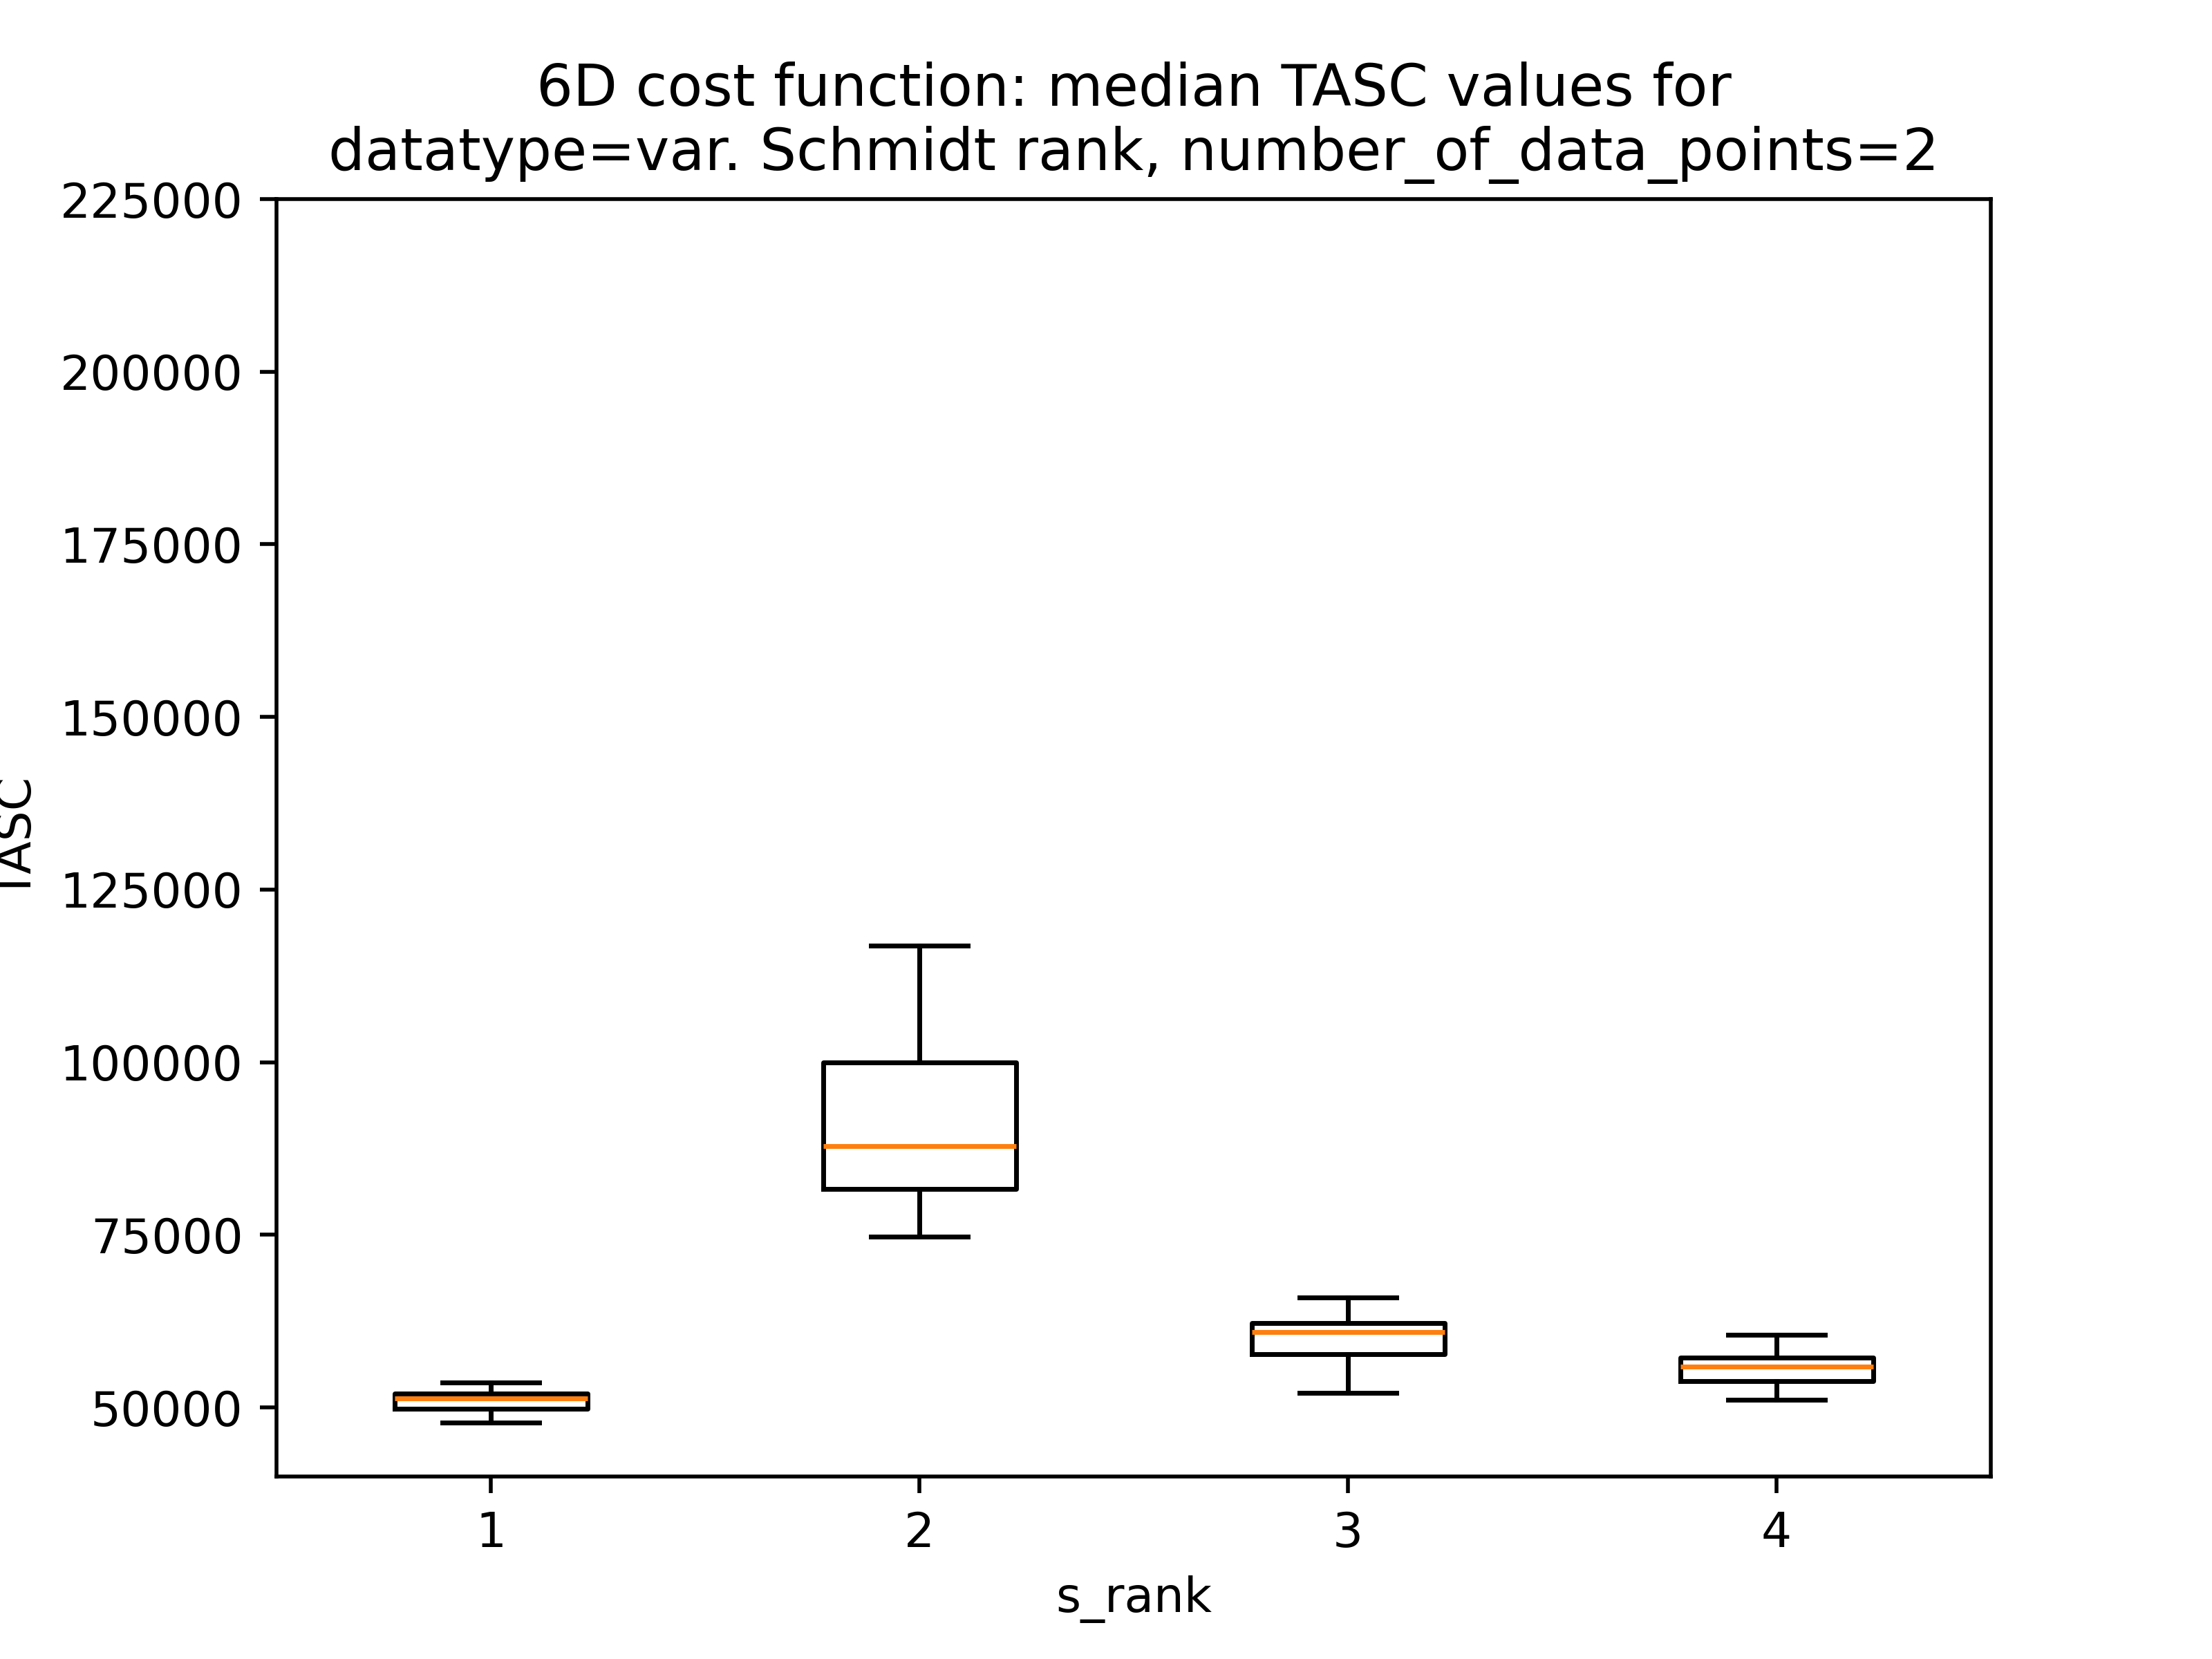 6D cost function: median TASC values for
datatype=var. Schmidt rank, number_of_data_points=2
225000
200000
175000
150000
125000
100000
75000
50000
TASC
1 2 3 4
s_rank